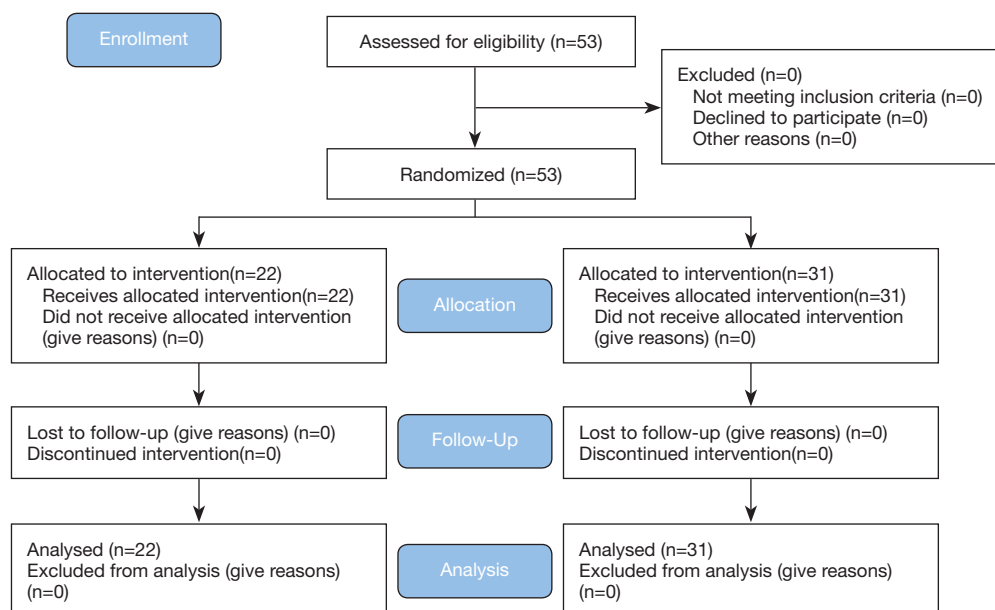 Enrollment
Assessed for eligibility (n=53)
Excluded (n=0)
Not meeting inclusion criteria (n=0)
Declined to participate (n=0)
Other reasons (n=0)
Randomized (n=53)
Allocated to intervention(n=22)
Receives allocated intervention(n=22)
Did not receive allocated intervention
(give reasons) (n=0)
Allocation
Allocated to intervention(n=31)
Receives allocated intervention(n=31)
Did not receive allocated intervention
(give reasons) (n=0)
Lost to follow-up (give reasons) (n=0)
Discontinued intervention(n=0)
Follow-Up
Lost to follow-up (give reasons) (n=0)
Discontinued intervention(n=0)
Analysed (n=22)
Excluded from analysis (give reasons)
(n=0)
Analysis
Analysed (n=31)
Excluded from analysis (give reasons)
(n=0)